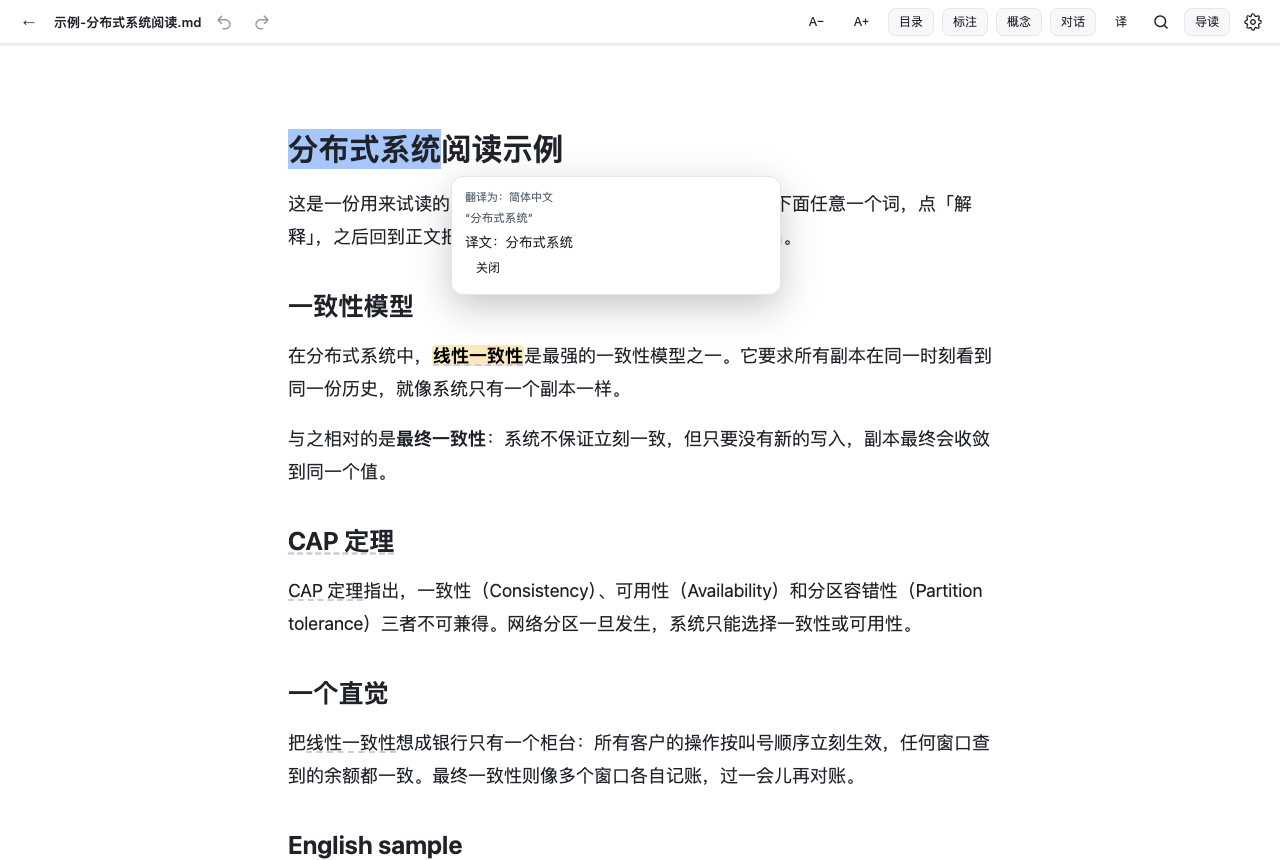 ← 示例-分布式系统阅读.md A− A+ 目录 标注 概念 对话 译 导读
分布式系统阅读示例
这是一份用来试读的 下面任意一个词，点「解
释」，之后回到正文把 。
翻译为：简体中文
“分布式系统”
译文：分布式系统
关闭
一致性模型
在分布式系统中，线性一致性是最强的一致性模型之一。它要求所有副本在同一时刻看到
同一份历史，就像系统只有一个副本一样。
与之相对的是最终一致性：系统不保证立刻一致，但只要没有新的写入，副本最终会收敛
到同一个值。
CAP 定理
CAP 定理指出，一致性（Consistency）、可用性（Availability）和分区容错性（Partition
tolerance）三者不可兼得。网络分区一旦发生，系统只能选择一致性或可用性。
一个直觉
把线性一致性想成银行只有一个柜台：所有客户的操作按叫号顺序立刻生效，任何窗口查
到的余额都一致。最终一致性则像多个窗口各自记账，过一会儿再对账。
English sample